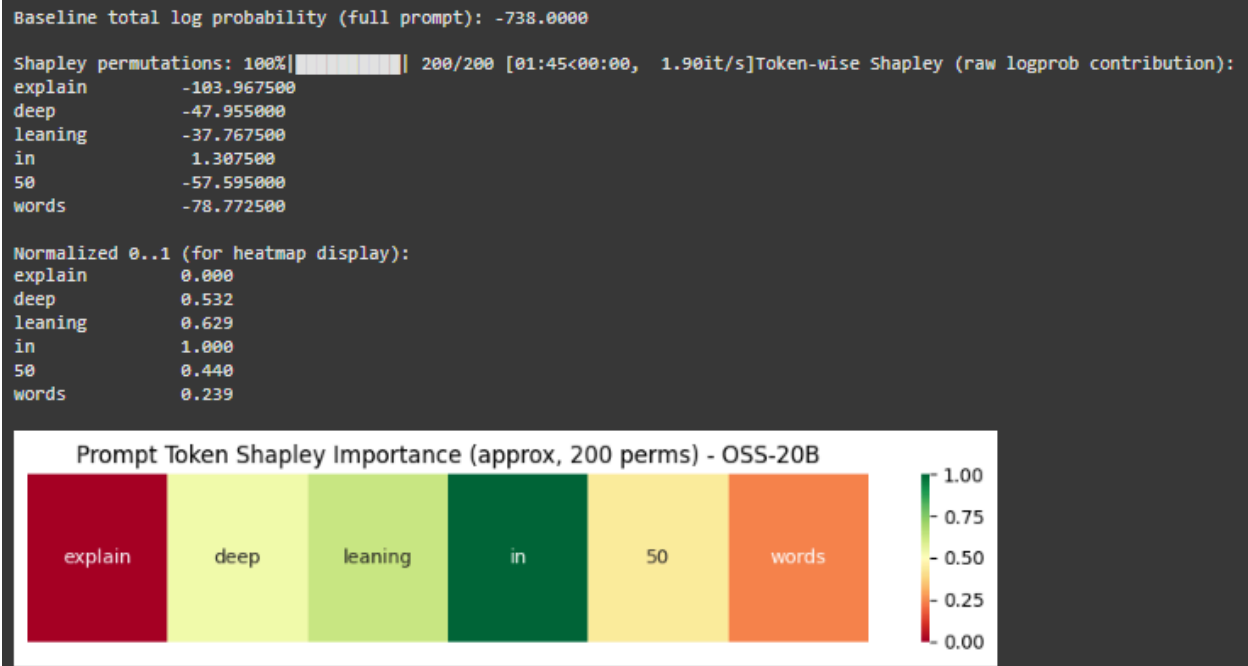 Baseline total log probability (full prompt): -738.0000
Shapley permutations: 100%|██████████| 200/200 [01:45<00:00,  1.90it/s]Token-wise Shapley (raw logprob contribution):
explain -103.967500
deep -47.955000
leaning -37.767500
in 1.307500
50 -57.595000
words -78.772500
Normalized 0..1 (for heatmap display):
explain 0.000
deep 0.532
leaning 0.629
in 1.000
50 0.440
words 0.239
Prompt Token Shapley Importance (approx, 200 perms) - OSS-20B
explain deep leaning in 50 words
1.00
0.75
0.50
0.25
0.00